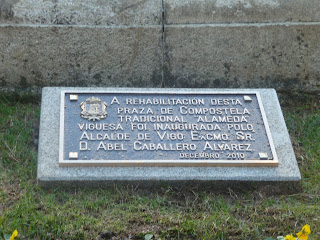 A REHABILITACIÓN DESTA
PRAZA DE COMPOSTELA
TRADICIONAL "ALAMEDA"
VIGUESA FOI INAUGURADA POLO
ALCALDE DE VIGO EXCMO. SR.
D. ABEL CABALLERO ÁLVAREZ.
DECEMBRO 2010